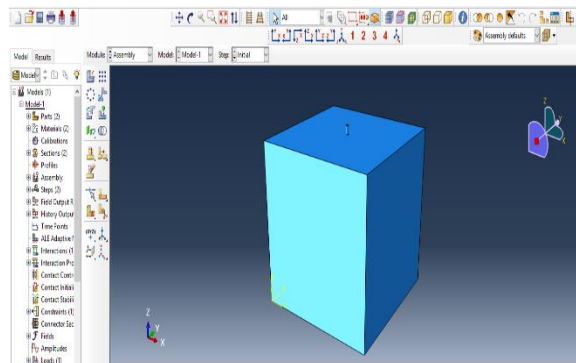 All
1 2 3 4
Assembly defaults
Model Results
Module: Assembly Model: Model-1 Step: Initial
Model
Models (1)
Model-1
Parts (2)
Materials (2)
Calibrations
Sections (2)
Profiles
Assembly
Steps (2)
Field Output R
History Outpu
Time Points
ALE Adaptive M
Interactions (1
Interaction Pro
Contact Contr
Contact Initiali
Contact Stabili
Constraints (1)
Connector Sec
Fields
Amplitudes
Loads (1)
Z
Y
X
Z
Y
X